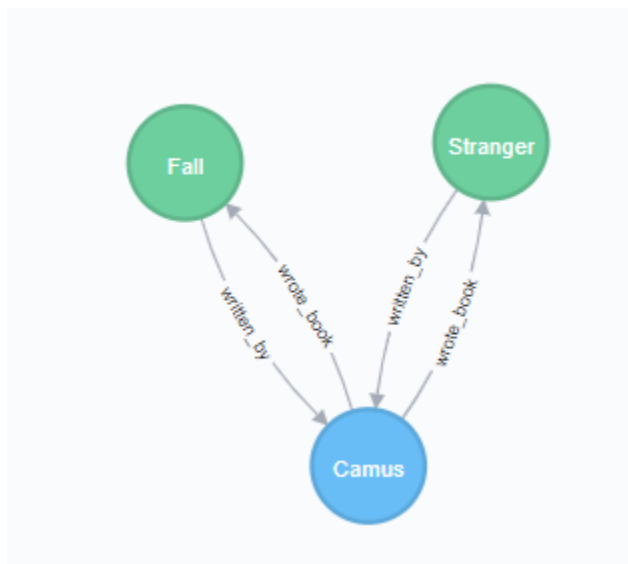 Stranger
Fall
written_by
wrote_book
written_by
wrote_book
Camus